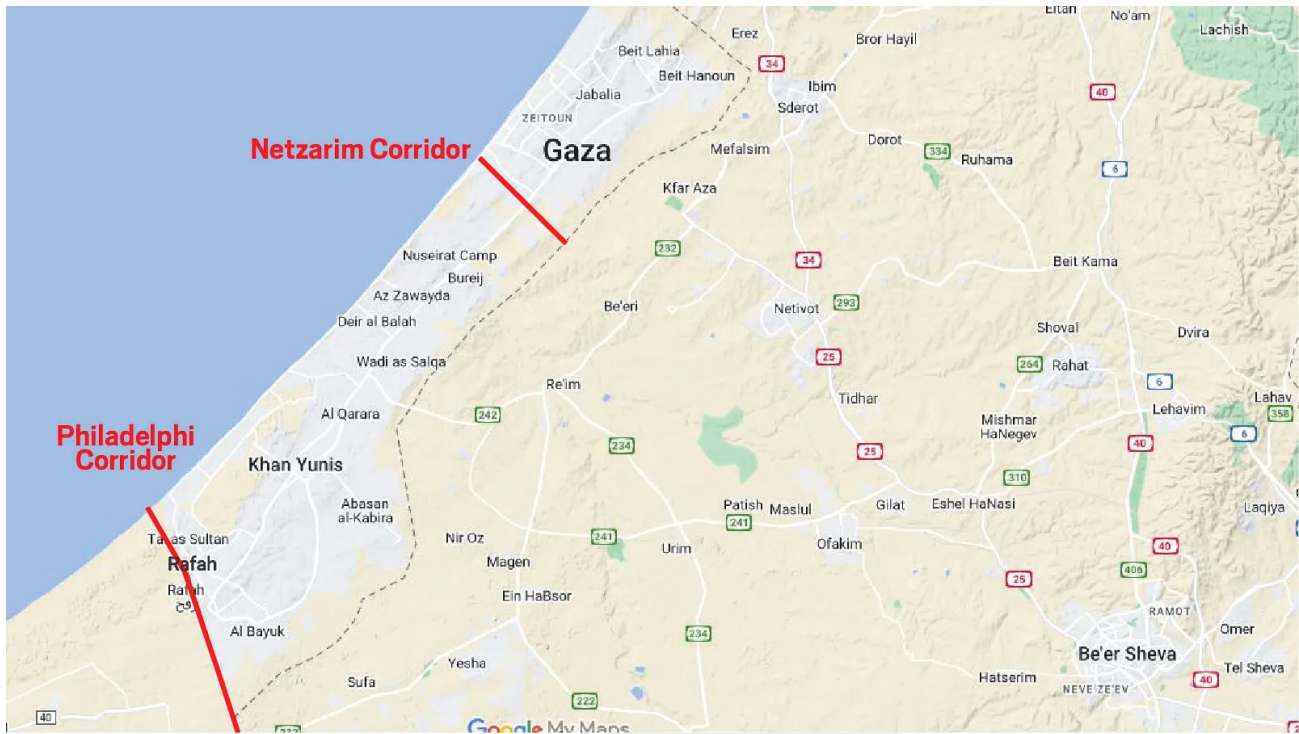 Eltan
No'am
Lachish
Erez
Bror Hayil
Beit Lahia
34
Beit Hanoun
Ibim
40
Jabalia
Sderot
ZEITOUN
Netzarim Corridor
Gaza
Mefalsim
Dorot
334
Ruhama
6
Kfar Aza
232
34
Nuseirat Camp
Beit Kama
Bureij
Az Zawayda
Be'eri
Netivot
293
Deir al Balah
Shoval
Dvira
25
Wadi as Salqa
264
Rahat
Re'im
6
Tidhar
Lahav
Al Qarara
242
Mishmar
HaNegev
Lehavim
358
Philadelphi
Corridor
234
40
6
25
Khan Yunis
310
Abasan
al-Kabira
Patish
Maslul
Gilat
Eshel HaNasi
Laqiya
241
Nir Oz
241
Urim
Ofakim
40
Rafah
Magen
405
25
Rafah
رفح
Ein HaBsor
RAMOT
Al Bayuk
234
Omer
Be'er Sheva
Yesha
Tel Sheva
Sufa
Hatserim
40
NEVE ZE'EV
222
40
Google My Maps